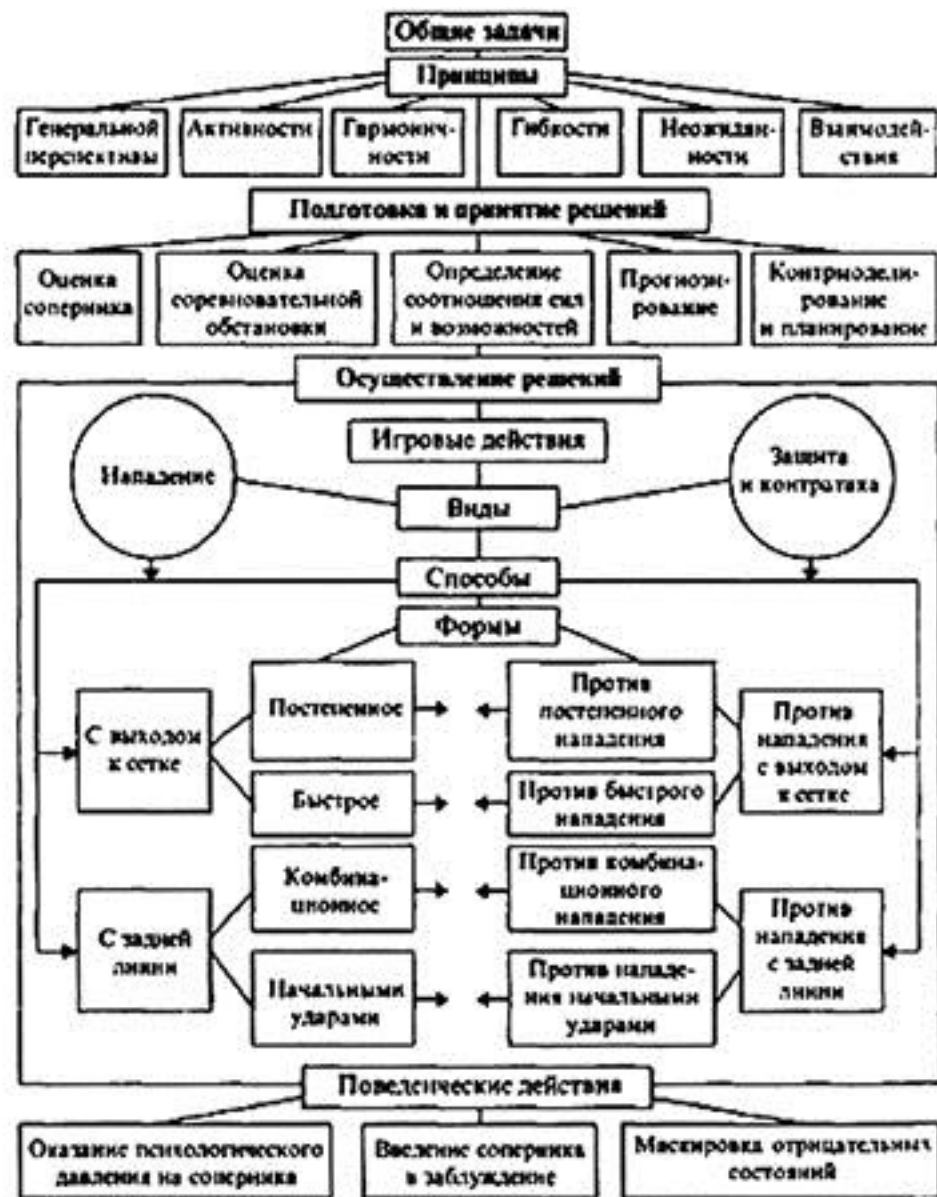 Общие задачи
Принципы
Генеральной
перспективы
Активности
Гармонич-
ности
Гибкости
Неожидан-
ности
Взаимодей-
ствия
Подготовка и принятие решений
Оценка
соперника
Оценка
соревновательной
обстановки
Определение
соотношения сил
и возможностей
Прогнози-
рование
Контрмодели-
рование
и планирование
Осуществление решений
Игровые действия
Нападение
Защита
и контратака
Виды
Способы
Формы
С выходом
к сетке
Постепенное
Против
постепенного
нападения
Против
нападения
с выходом
к сетке
Быстрое
Против быстрого
нападения
С задней
линии
Комбина-
ционное
Против комбина-
ционного
нападения
Против
нападения
с задней
линии
Начальными
ударами
Против нападе-
ния начальными
ударами
Поведенческие действия
Оказание психологического
давления на соперника
Введение соперника
в заблуждение
Маскировка отрицательных
состояний